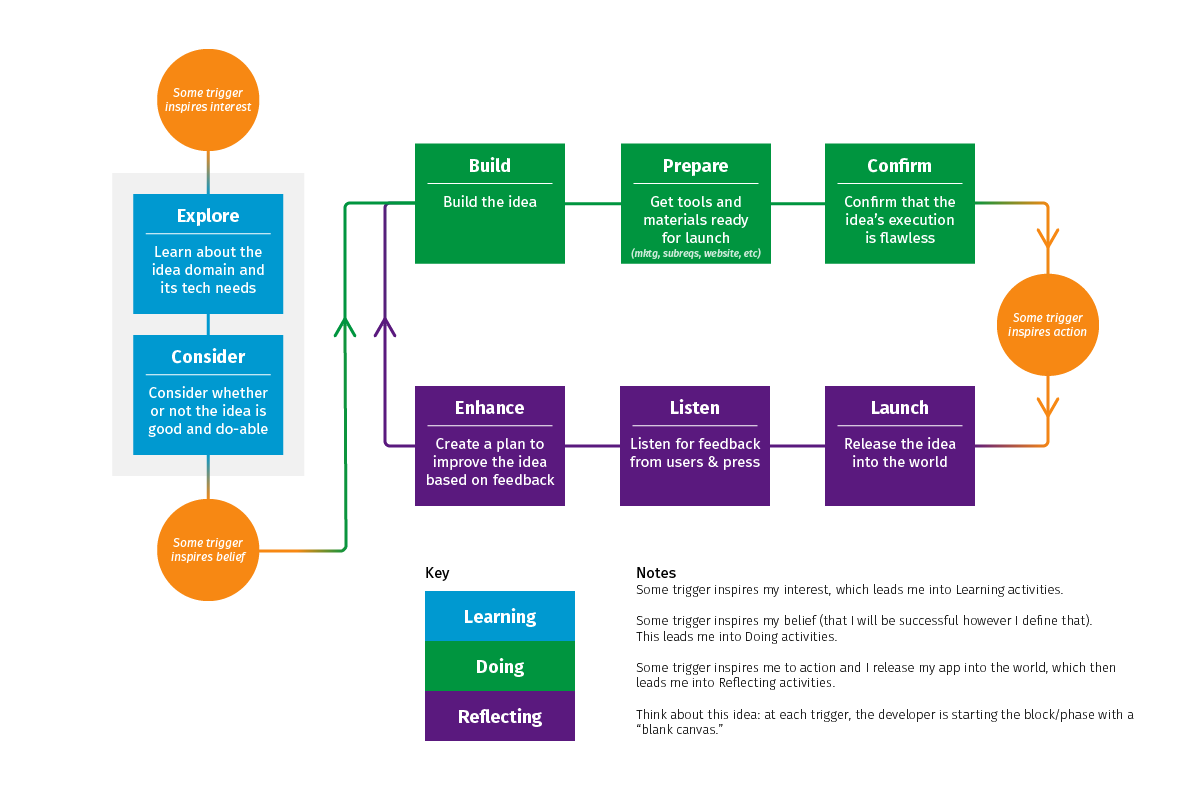 Some trigger
inspires interest
Explore
Learn about the
idea domain and
its tech needs
Consider
Consider whether
or not the idea is
good and do-able
Some trigger
inspires belief
Build
Build the idea
Prepare
Get tools and
materials ready
for launch
(mktg, subreqs, website, etc)
Confirm
Confirm that the
idea’s execution
is flawless
Some trigger
inspires action
Launch
Release the idea
into the world
Listen
Listen for feedback
from users & press
Enhance
Create a plan to
improve the idea
based on feedback
Key
Learning
Doing
Reflecting
Notes
Some trigger inspires my interest, which leads me into Learning activities.
Some trigger inspires my belief (that I will be successful however I define that).
This leads me into Doing activities.
Some trigger inspires me to action and I release my app into the world, which then
leads me into Reflecting activities.
Think about this idea: at each trigger, the developer is starting the block/phase with a
“blank canvas.”